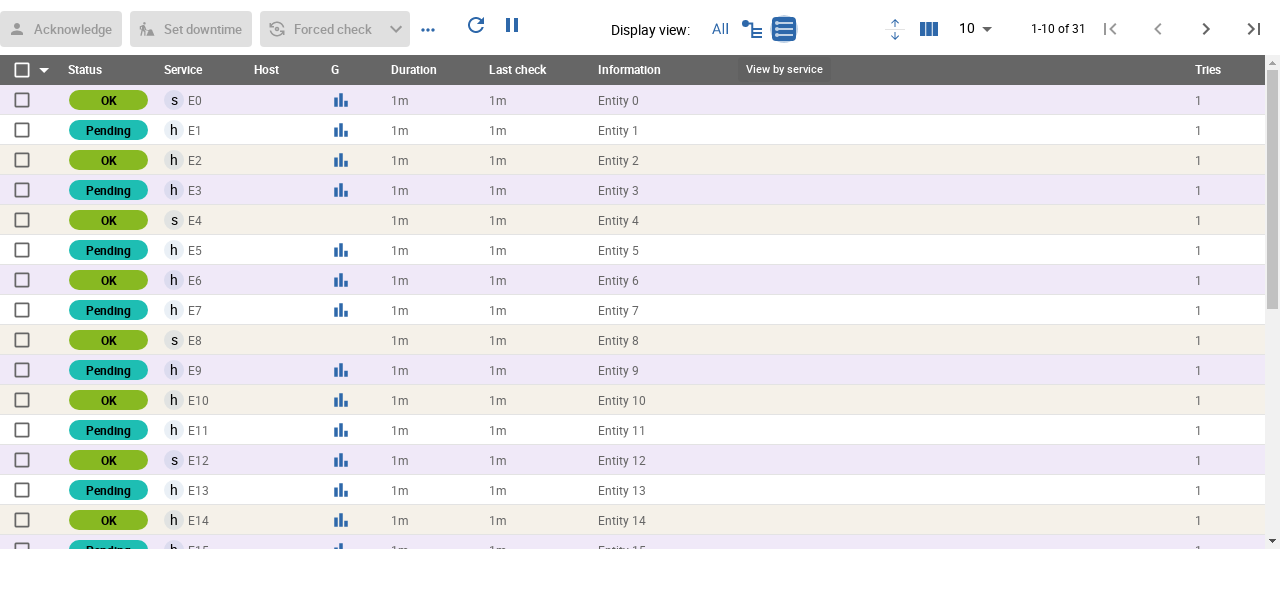 Acknowledge Set downtime Forced check Display view: All 10 1-10 of 31
Status Service Host G Duration Last check Information View by service Tries
OK s E0 1m 1m Entity 0 1
Pending h E1 1m 1m Entity 1 1
OK h E2 1m 1m Entity 2 1
Pending h E3 1m 1m Entity 3 1
OK s E4 1m 1m Entity 4 1
Pending h E5 1m 1m Entity 5 1
OK h E6 1m 1m Entity 6 1
Pending h E7 1m 1m Entity 7 1
OK s E8 1m 1m Entity 8 1
Pending h E9 1m 1m Entity 9 1
OK h E10 1m 1m Entity 10 1
Pending h E11 1m 1m Entity 11 1
OK s E12 1m 1m Entity 12 1
Pending h E13 1m 1m Entity 13 1
OK h E14 1m 1m Entity 14 1
Pending h E15 1m 1m Entity 15 1